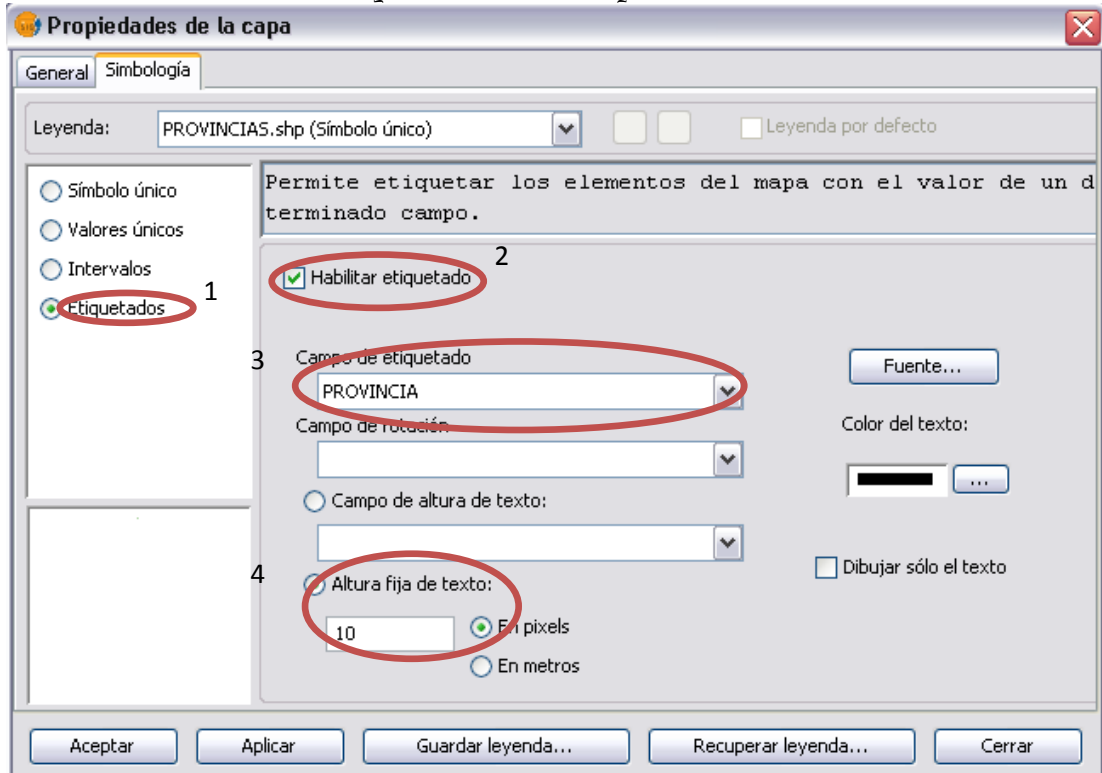 Propiedades de la capa
General Simbología
Leyenda: PROVINCIAS.shp (Símbolo único) Leyenda por defecto
Símbolo único
Valores únicos
Intervalos
Etiquetados
1
Permite etiquetar los elementos del mapa con el valor de un d
terminado campo.
2
Habilitar etiquetado
3
Campo de etiquetado
PROVINCIA
Fuente...
Campo de rotación
Color del texto:
...
Campo de altura de texto:
4
Altura fija de texto:
Dibujar sólo el texto
10
En pixels
En metros
Aceptar Aplicar Guardar leyenda... Recuperar leyenda... Cerrar